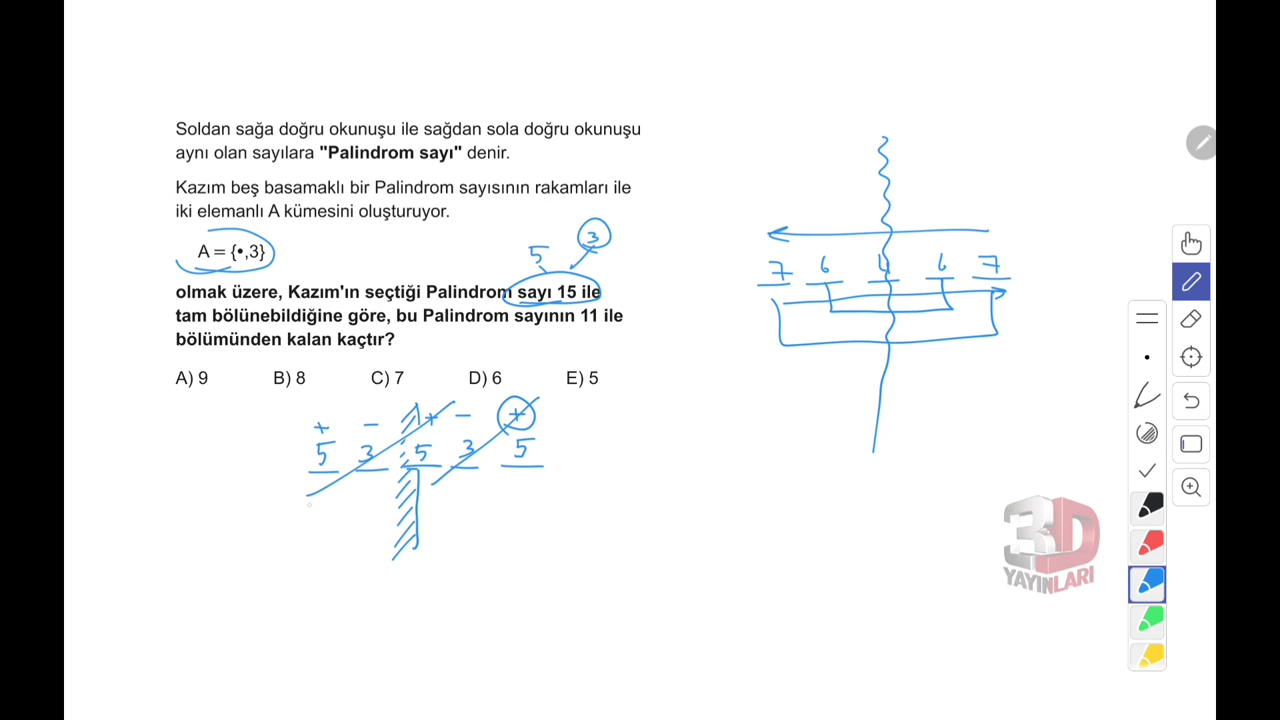 Soldan sağa doğru okunuşu ile sağdan sola doğru okunuşu
aynı olan sayılara "Palindrom sayı" denir.
Kazım beş basamaklı bir Palindrom sayısının rakamları ile
iki elemanlı A kümesini oluşturuyor.
A = {•,3}
5 3
olmak üzere, Kazım'ın seçtiği Palindrom sayı 15 ile
tam bölünebildiğine göre, bu Palindrom sayının 11 ile
bölümünden kalan kaçtır?
A) 9 B) 8 C) 7 D) 6 E) 5
+ − + − +
5 3 5 3 5
7 6 4 6 7
3D
YAYINLARI